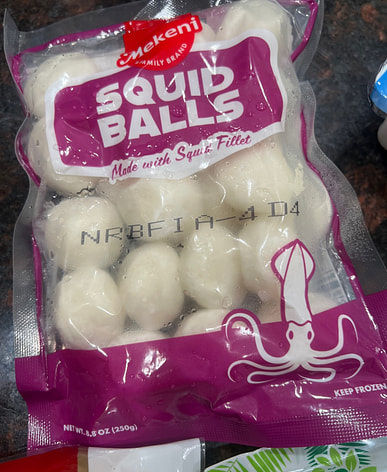 Mekeni
FAMILY BRAND
SQUID
BALLS
Made with Squid Fillet
NRBFIA-4 D4
KEEP FROZEN
NET WT. 8.8 OZ (250g)